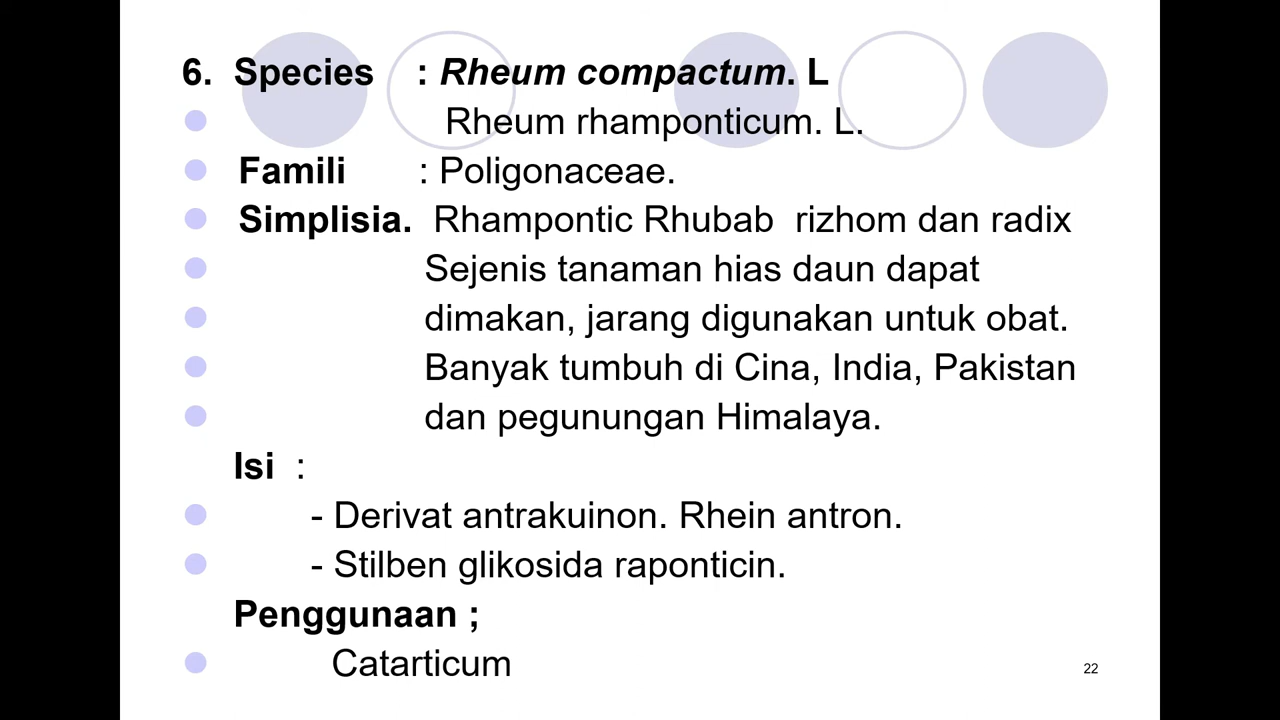 6. Species : Rheum compactum. L
Rheum rhamponticum. L.
Famili : Poligonaceae.
Simplisia. Rhampontic Rhubab rizhom dan radix
Sejenis tanaman hias daun dapat
dimakan, jarang digunakan untuk obat.
Banyak tumbuh di Cina, India, Pakistan
dan pegunungan Himalaya.
Isi :
- Derivat antrakuinon. Rhein antron.
- Stilben glikosida raponticin.
Penggunaan ;
Catarticum
22